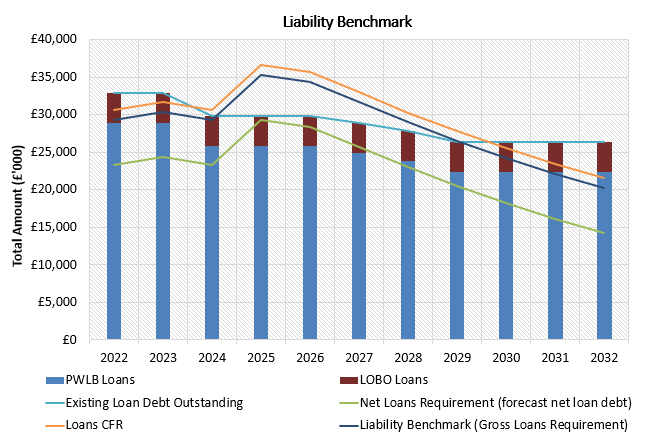 Liability Benchmark
£40,000
£35,000
£30,000
£25,000
£20,000
£15,000
£10,000
£5,000
£0
Total Amount (£'000)
2022 2023 2024 2025 2026 2027 2028 2029 2030 2031 2032
PWLB Loans LOBO Loans
Existing Loan Debt Outstanding Net Loans Requirement (forecast net loan debt)
Loans CFR Liability Benchmark (Gross Loans Requirement)